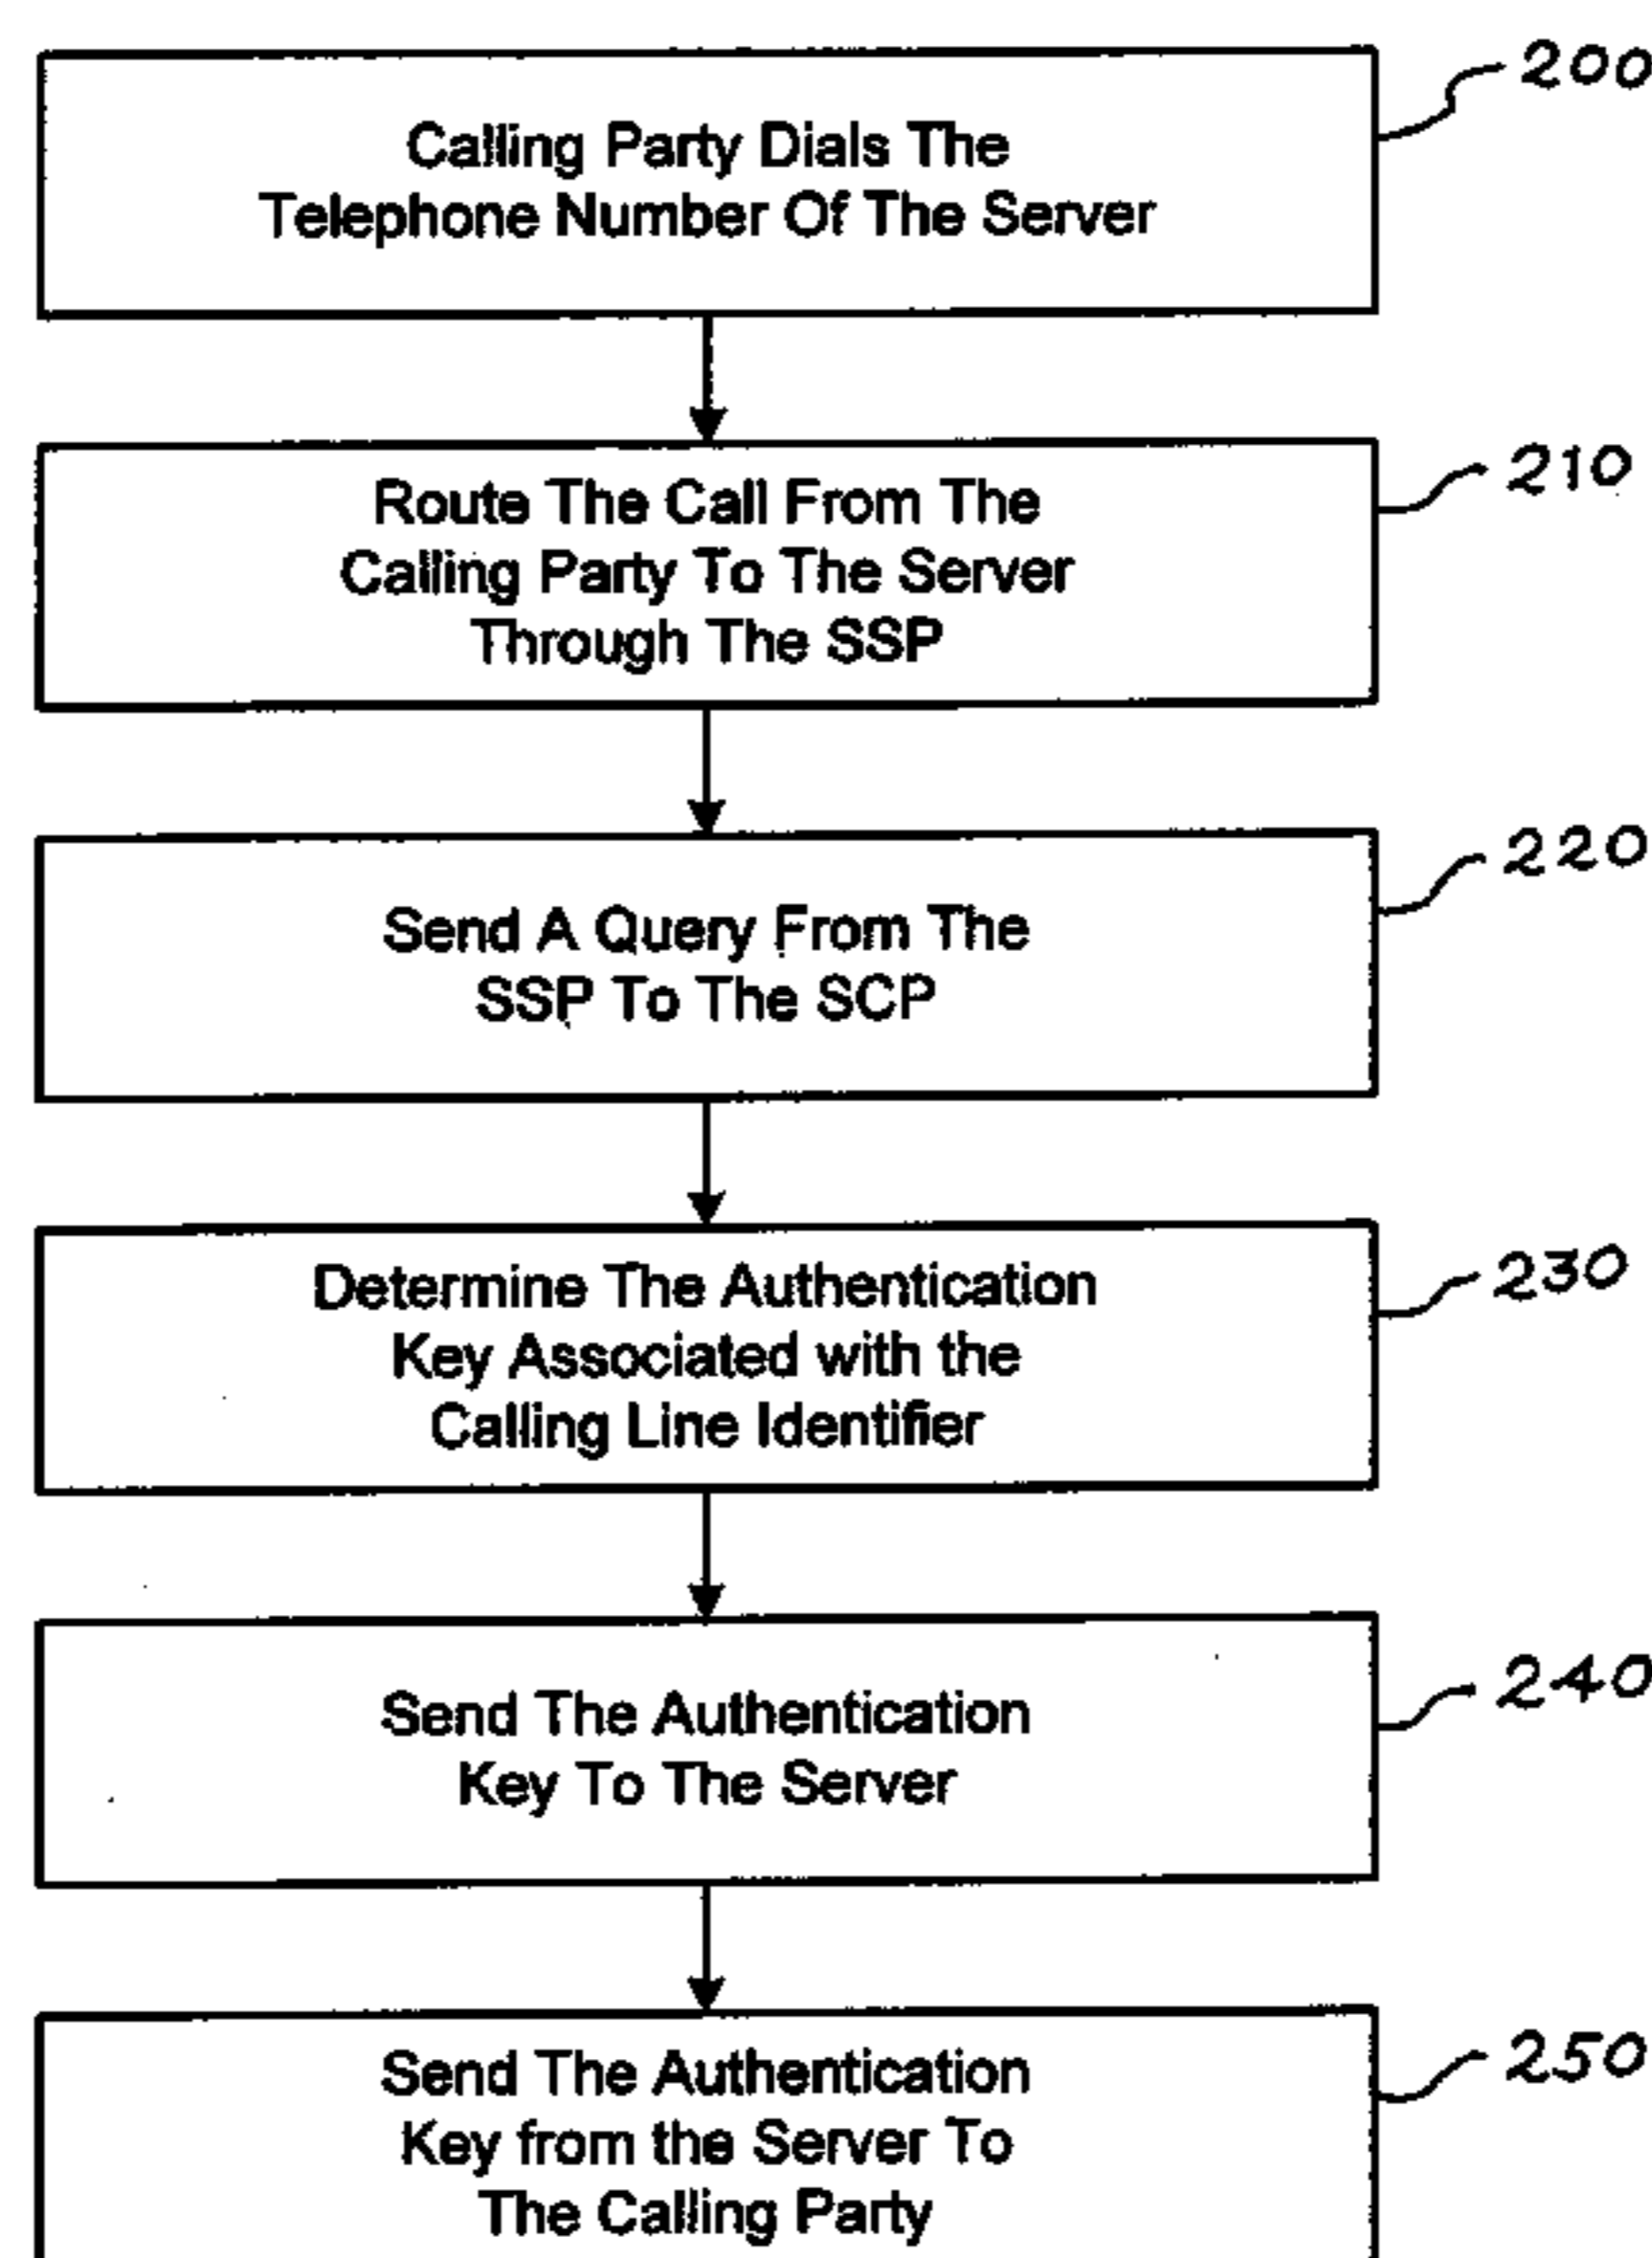 Calling Party Dials The
Telephone Number Of The Server
200
Route The Call From The
Calling Party To The Server
Through The SSP
210
Send A Query From The
SSP To The SCP
220
Determine The Authentication
Key Associated with the
Calling Line Identifier
230
Send The Authentication
Key To The Server
240
Send The Authentication
Key from the Server To
The Calling Party
250